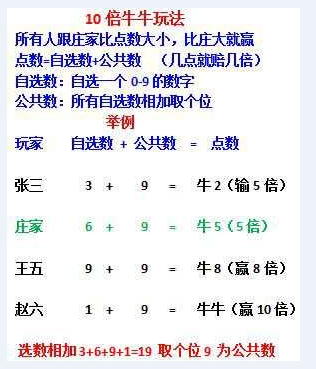 10 倍牛牛玩法
所有人跟庄家比点数大小，比庄大就赢
点数=自选数+公共数 （几点就赔几倍）
自选数：自选一个 0-9 的数字
公共数：所有自选数相加取个位
举例
玩家 自选数 + 公共数 = 点数
张三 3 + 9 = 牛 2（输 5 倍）
庄家 6 + 9 = 牛 5（5 倍）
王五 9 + 9 = 牛 8（赢 8 倍）
赵六 1 + 9 = 牛牛（赢 10 倍）
选数相加 3+6+9+1=19 取个位 9 为公共数